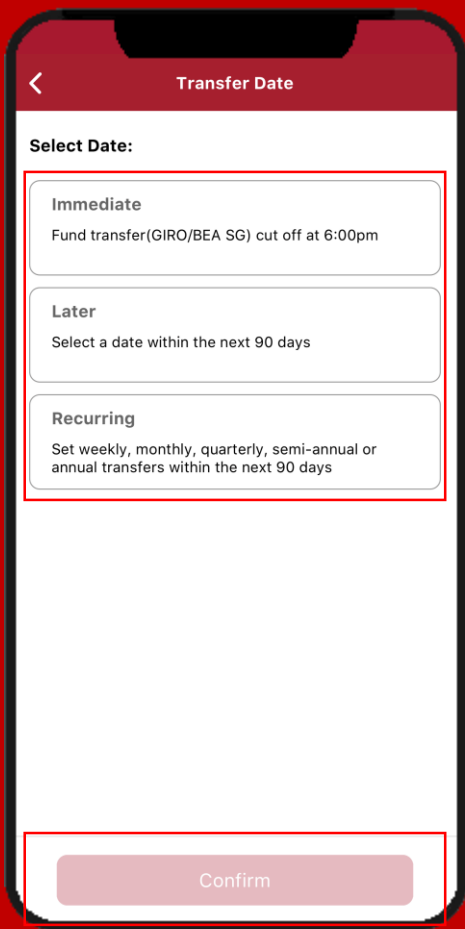 Transfer Date
Select Date:
Immediate
Fund transfer(GIRO/BEA SG) cut off at 6:00pm
Later
Select a date within the next 90 days
Recurring
Set weekly, monthly, quarterly, semi-annual or
annual transfers within the next 90 days
Confirm